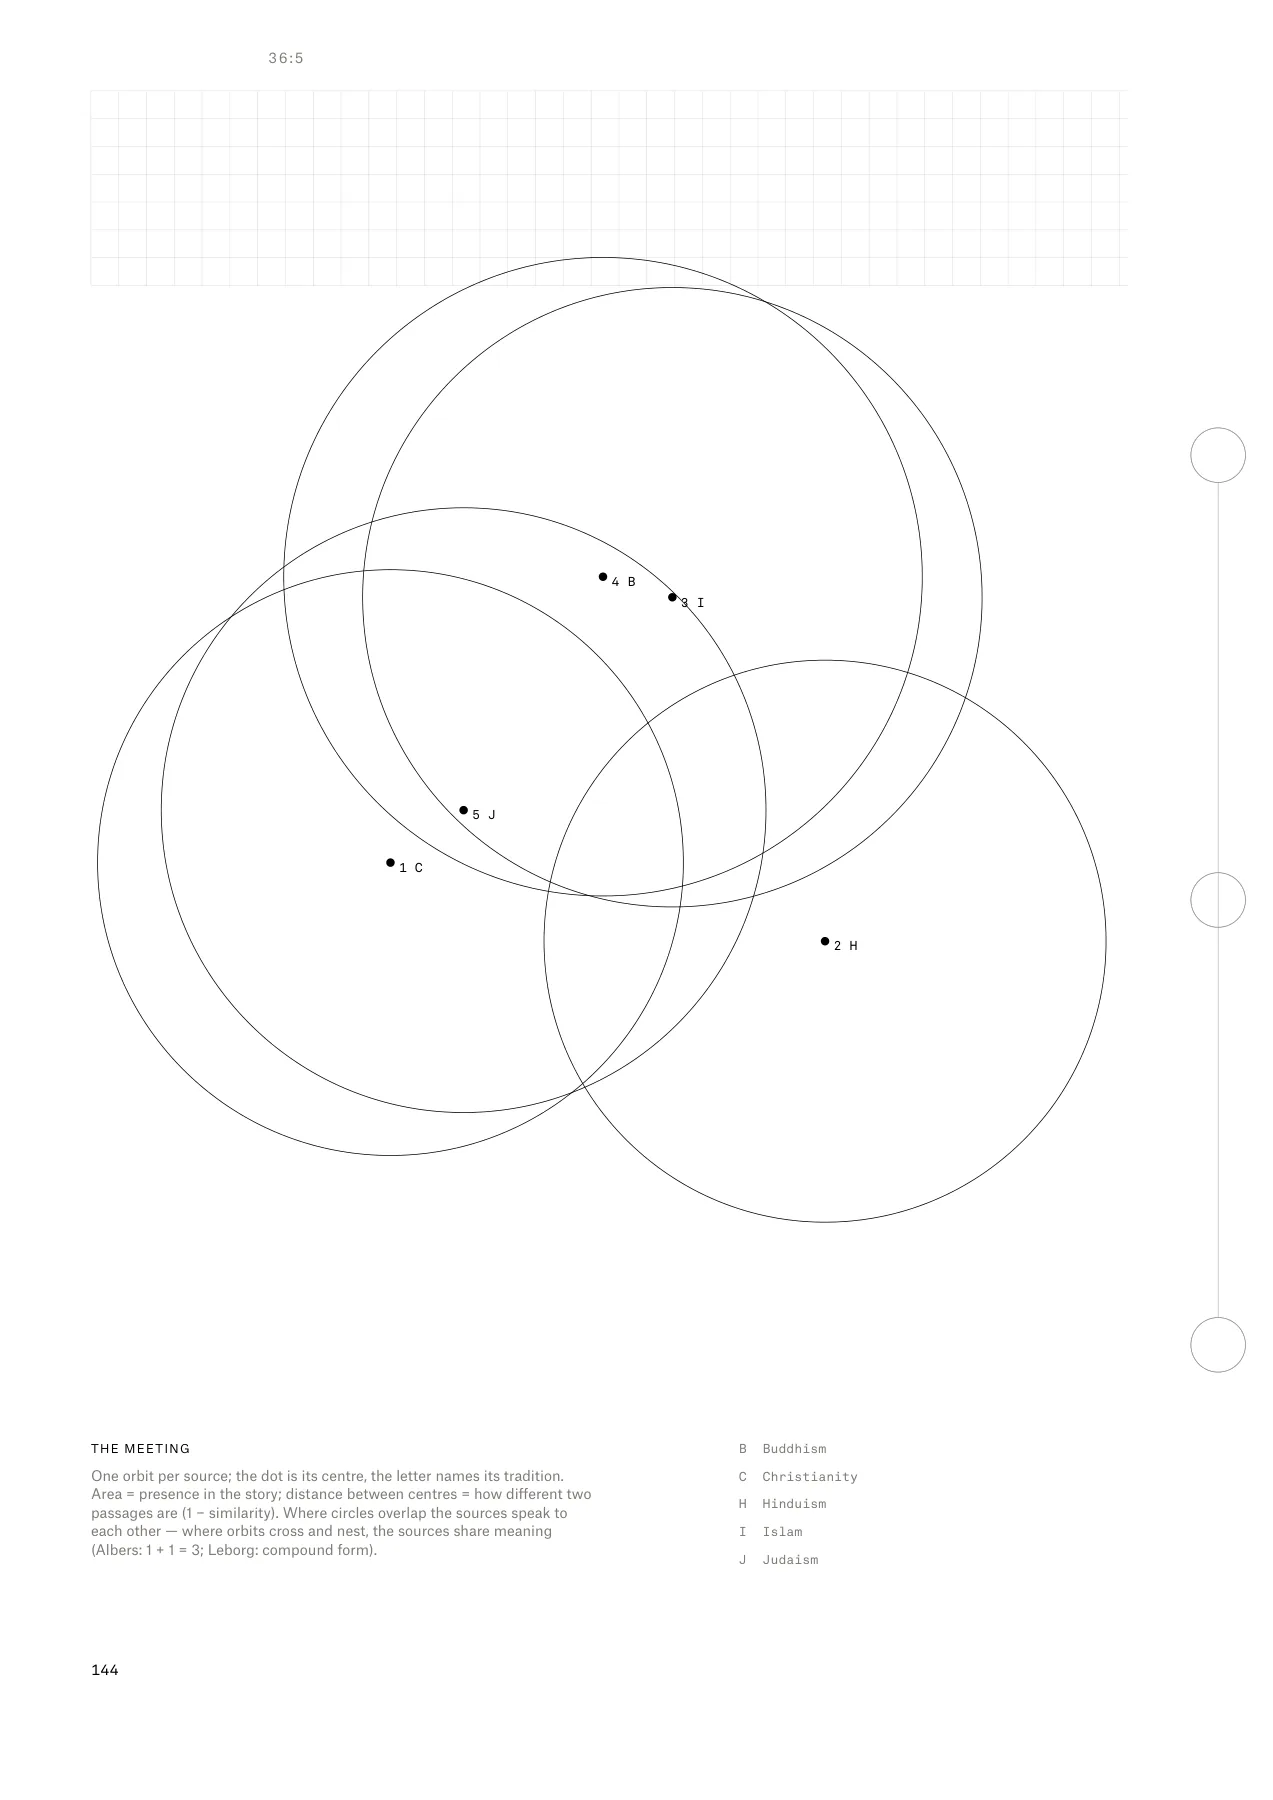 36:5
4 B
3 I
5 J
1 C
2 H
THE MEETING
One orbit per source; the dot is its centre, the letter names its tradition.
Area = presence in the story; distance between centres = how different two
passages are (1 − similarity). Where circles overlap the sources speak to
each other — where orbits cross and nest, the sources share meaning
(Albers: 1 + 1 = 3; Leborg: compound form).
B Buddhism
C Christianity
H Hinduism
I Islam
J Judaism
144